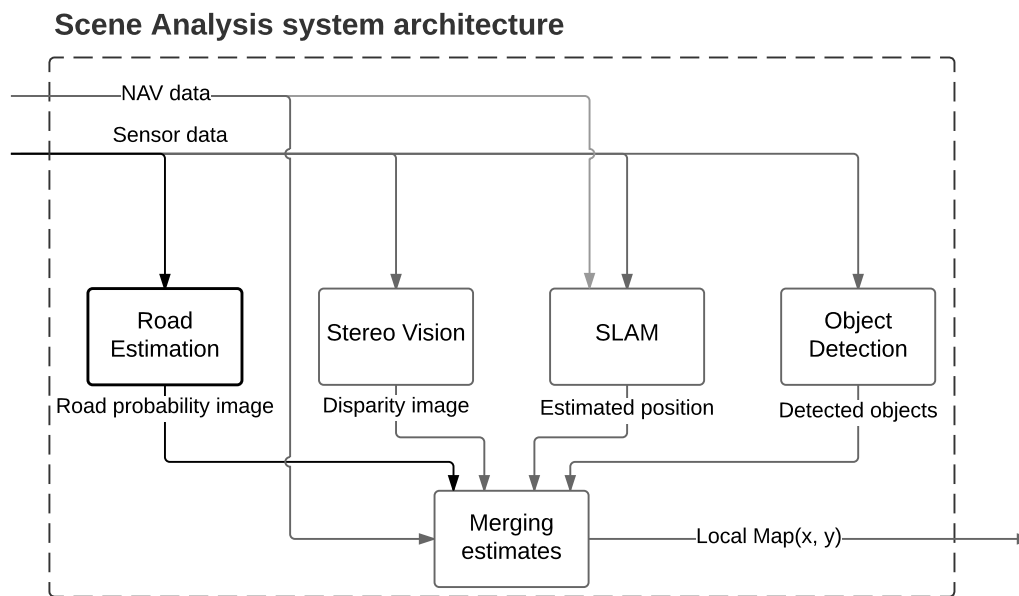 Scene Analysis system architecture
NAV data
Sensor data
Road
Estimation
Stereo Vision
SLAM
Object
Detection
Road probability image
Disparity image
Estimated position
Detected objects
Merging
estimates
Local Map(x, y)